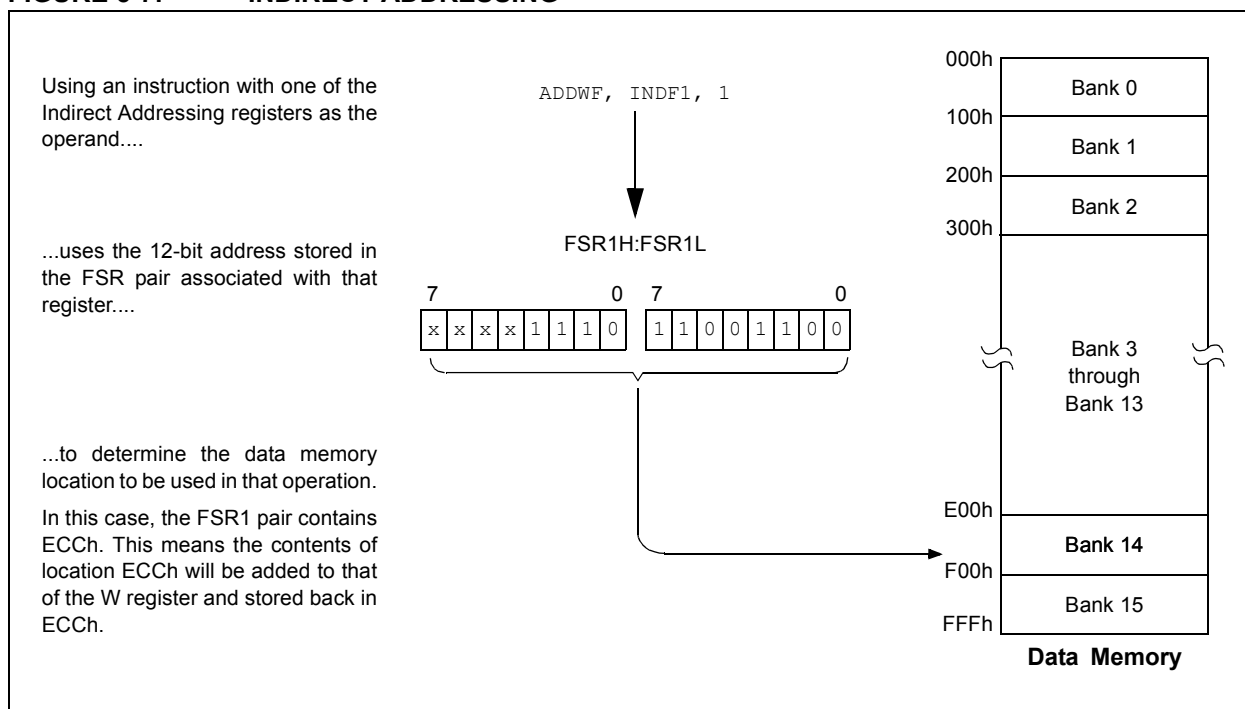 Using an instruction with one of the
Indirect Addressing registers as the
operand....
ADDWF, INDF1, 1
...uses the 12-bit address stored in
the FSR pair associated with that
register....
FSR1H:FSR1L
7 0 7 0
x x x x 1 1 1 0 1 1 0 0 1 1 0 0
...to determine the data memory
location to be used in that operation.
In this case, the FSR1 pair contains
ECCh. This means the contents of
location ECCh will be added to that
of the W register and stored back in
ECCh.
000h
Bank 0
100h
Bank 1
200h
Bank 2
300h
Bank 3
through
Bank 13
E00h
Bank 14
F00h
Bank 15
FFFh
Data Memory